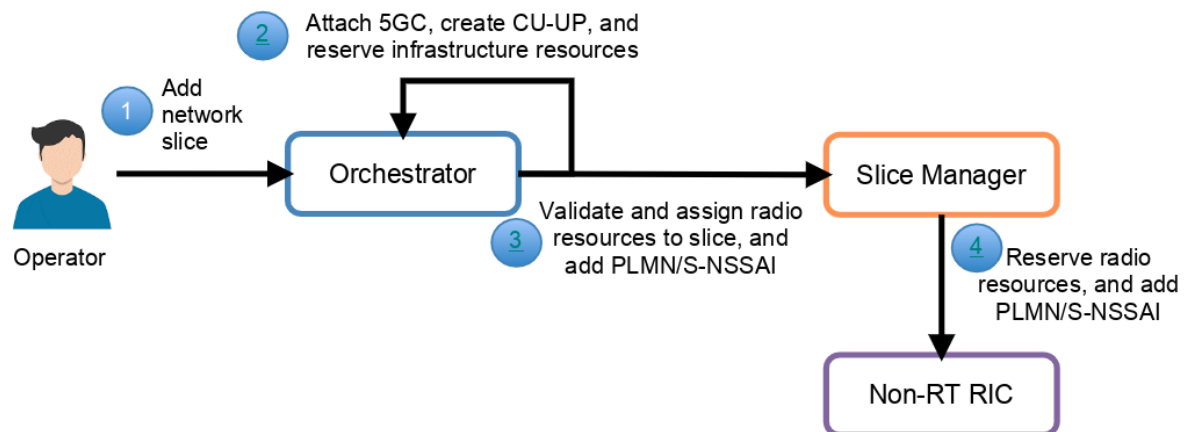 2
Attach 5GC, create CU-UP, and
reserve infrastructure resources
1
Add
network
slice
Operator
Orchestrator
Slice Manager
3
Validate and assign radio
resources to slice, and
add PLMN/S-NSSAI
4
Reserve radio
resources, and add
PLMN/S-NSSAI
Non-RT RIC